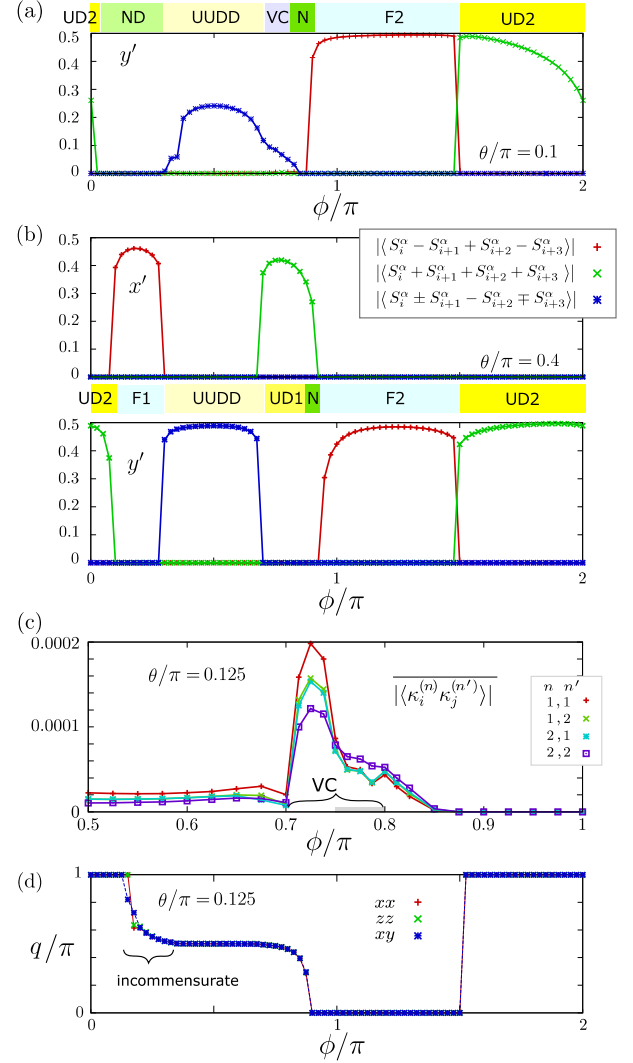 (a)
UD2 ND UUDD VC N F2 UD2
0.5
0.4
0.3
0.2
0.1
0
y′
θ/π = 0.1
0 1 2
ϕ/π
(b)
0.5
0.4
0.3
0.2
0.1
0
x′
|⟨S_i^α − S_{i+1}^α + S_{i+2}^α − S_{i+3}^α⟩|
|⟨S_i^α + S_{i+1}^α + S_{i+2}^α + S_{i+3}^α ⟩|
|⟨S_i^α ± S_{i+1}^α − S_{i+2}^α ∓ S_{i+3}^α⟩|
θ/π = 0.4
UD2 F1 UUDD UD1 N F2 UD2
0.5
0.4
0.3
0.2
0.1
0
y′
0 1 2
ϕ/π
(c)
0.0002
0.0001
0
θ/π = 0.125
|⟨κ_i^{(n)} κ_j^{(n′)}⟩|
n n′
1,1
1,2
2,1
2,2
VC
0.5 0.6 0.7 0.8 0.9 1
ϕ/π
(d)
1
q/π
0
θ/π = 0.125
xx
zz
xy
incommensurate
0 1 2
ϕ/π